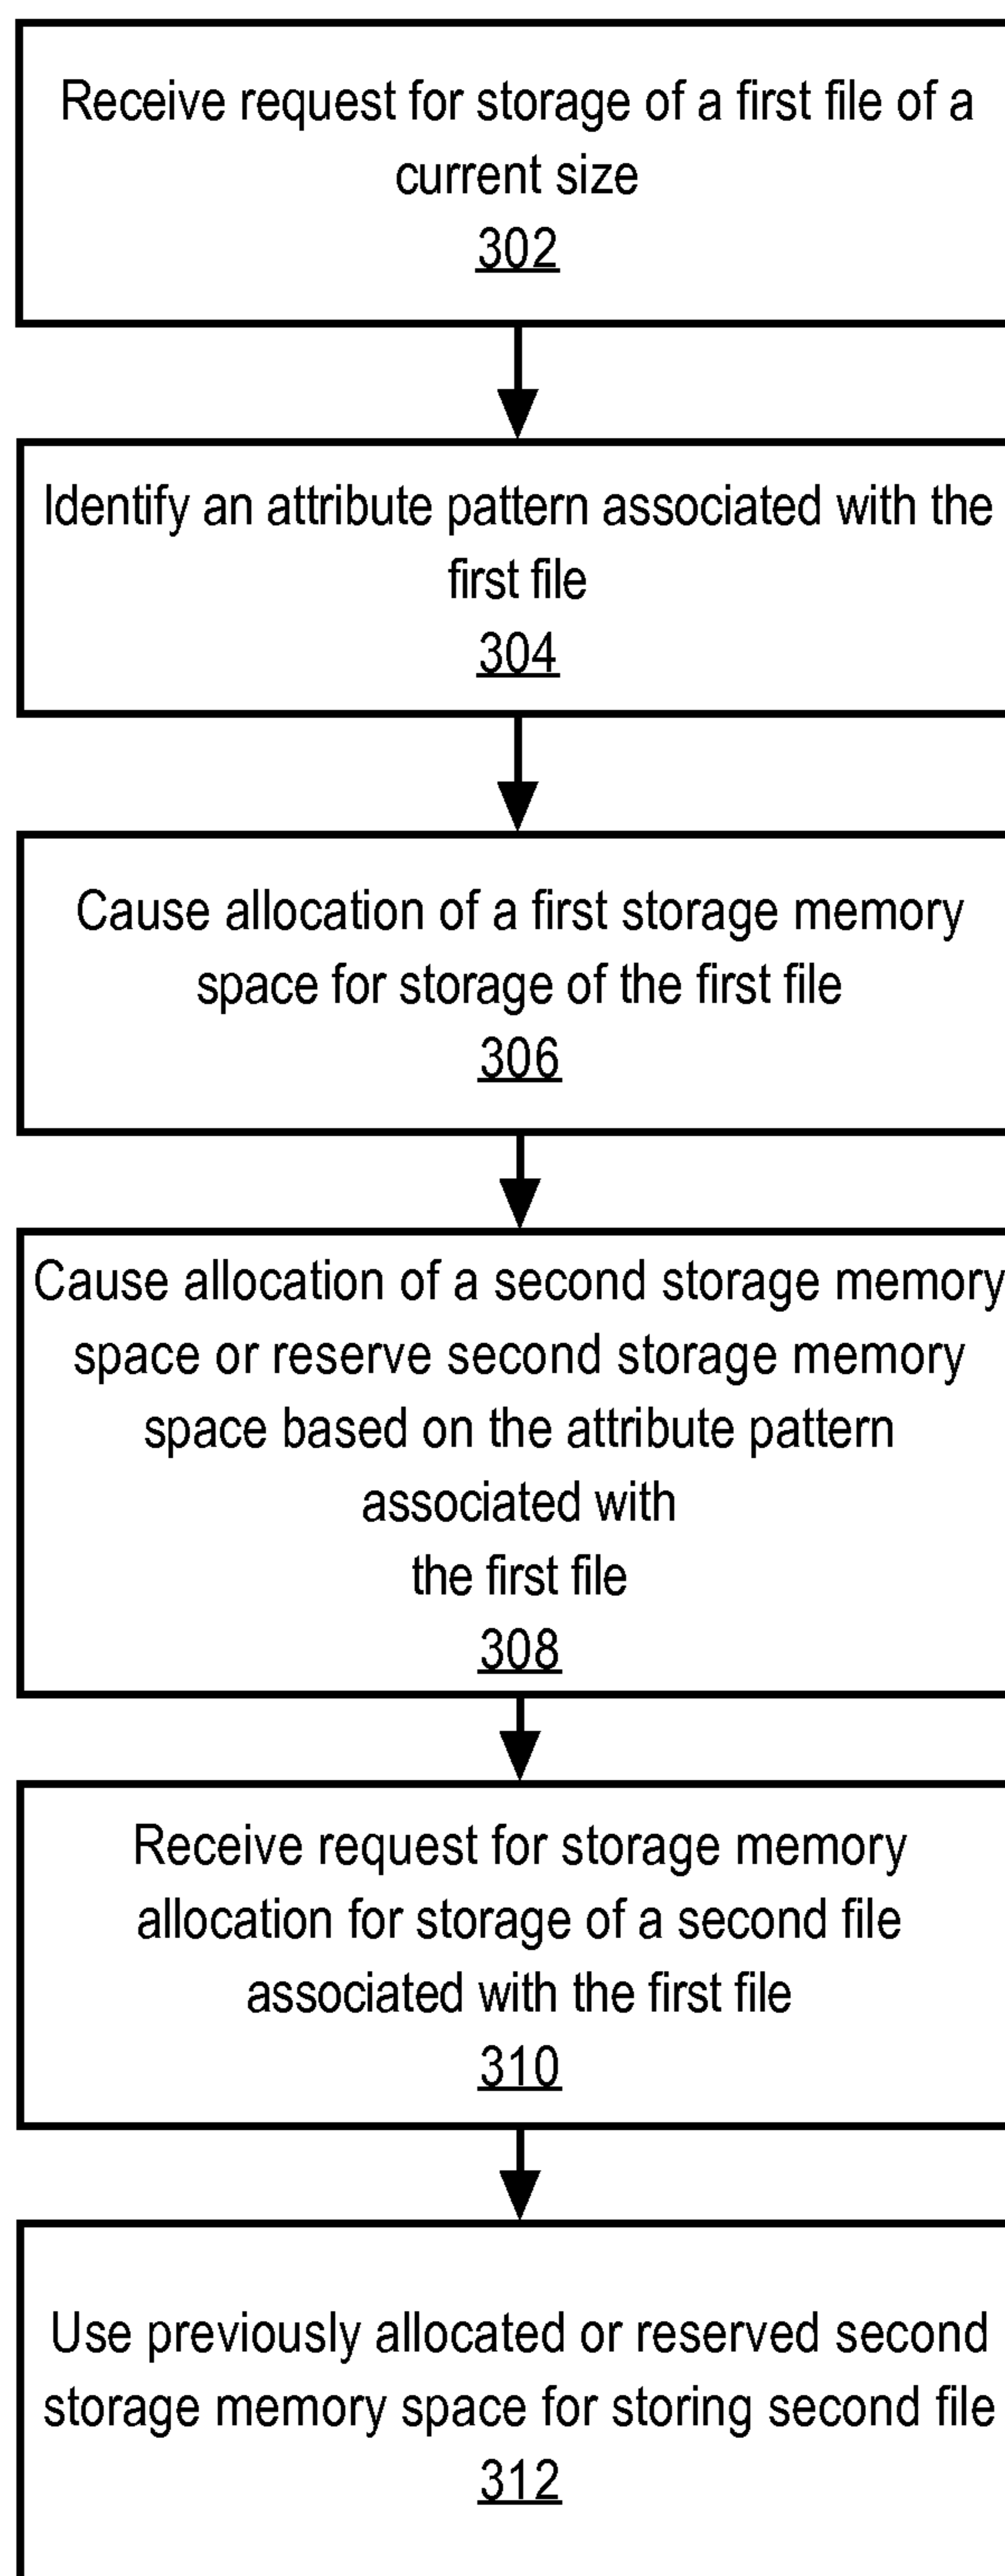 Receive request for storage of a first file of a
current size
302
Identify an attribute pattern associated with the
first file
304
Cause allocation of a first storage memory
space for storage of the first file
306
Cause allocation of a second storage memory
space or reserve second storage memory
space based on the attribute pattern
associated with
the first file
308
Receive request for storage memory
allocation for storage of a second file
associated with the first file
310
Use previously allocated or reserved second
storage memory space for storing second file
312